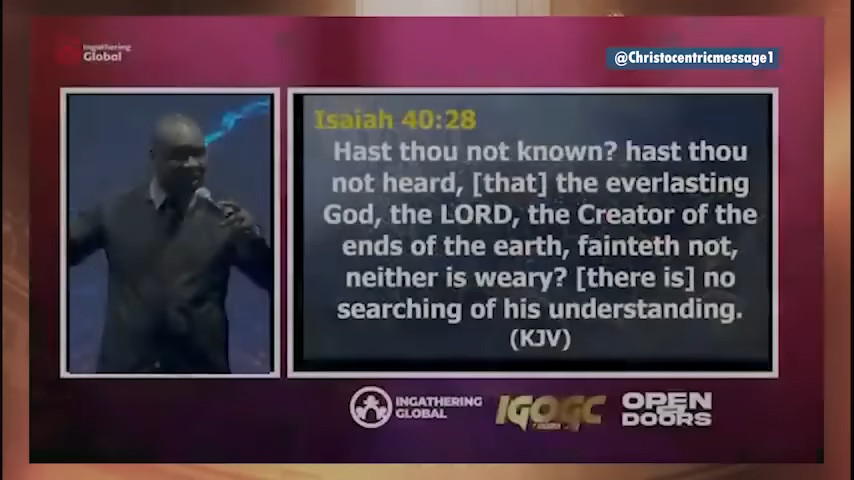 Ingathering
Global
@Christocentricmessage1
Isaiah 40:28
Hast thou not known? hast thou
not heard, [that] the everlasting
God, the LORD, the Creator of the
ends of the earth, fainteth not,
neither is weary? [there is] no
searching of his understanding.
(KJV)
INGATHERING
GLOBAL
IGOGC
OPEN
DOORS